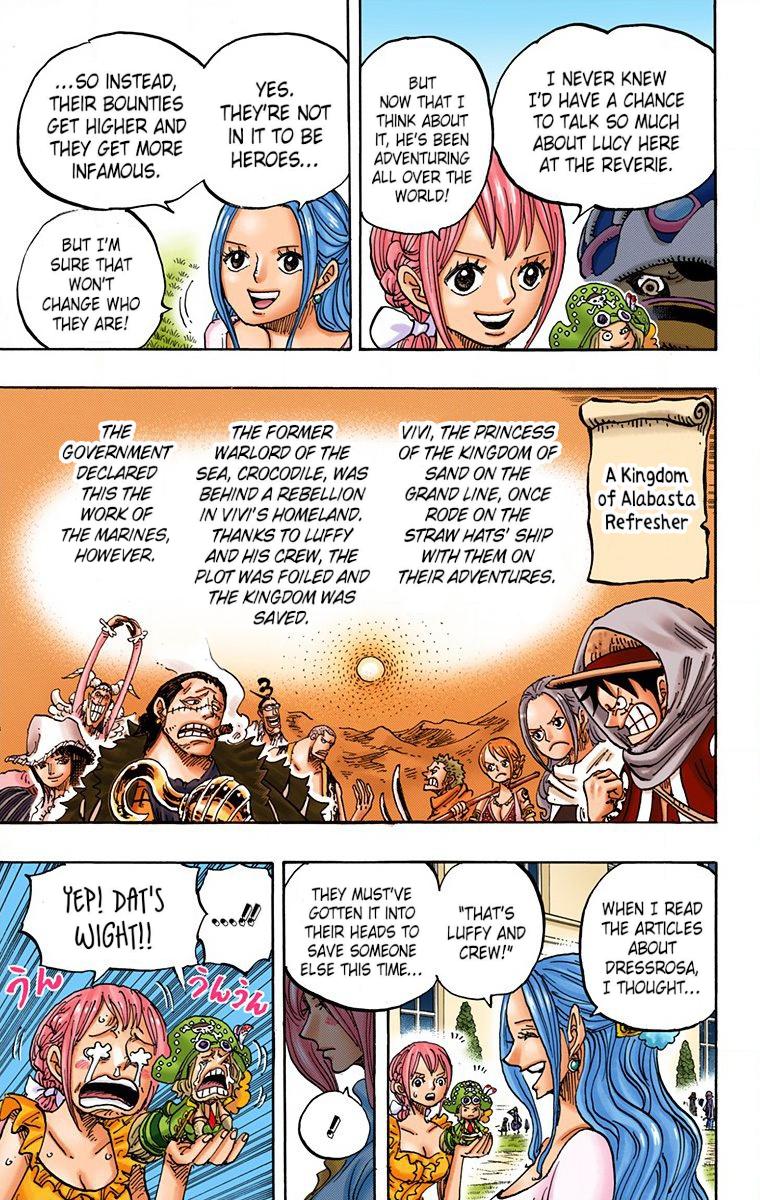 I NEVER KNEW
I'D HAVE A CHANCE
TO TALK SO MUCH
ABOUT LUCY HERE
AT THE REVERIE.
BUT
NOW THAT I
THINK ABOUT
IT, HE'S BEEN
ADVENTURING
ALL OVER THE
WORLD!
YES.
THEY'RE NOT
IN IT TO BE
HEROES...
...SO INSTEAD,
THEIR BOUNTIES
GET HIGHER AND
THEY GET MORE
INFAMOUS.
BUT I'M
SURE THAT
WON'T
CHANGE WHO
THEY ARE!
A Kingdom
of Alabasta
Refresher
VIVI, THE PRINCESS
OF THE KINGDOM OF
SAND ON THE
GRAND LINE, ONCE
RODE ON THE
STRAW HATS' SHIP
WITH THEM ON
THEIR ADVENTURES.
THE FORMER
WARLORD OF THE
SEA, CROCODILE, WAS
BEHIND A REBELLION
IN VIVI'S HOMELAND.
THANKS TO LUFFY
AND HIS CREW, THE
PLOT WAS FOILED AND
THE KINGDOM WAS
SAVED.
THE
GOVERNMENT
DECLARED
THIS THE
WORK OF
THE MARINES,
HOWEVER.
3
WHEN I READ
THE ARTICLES
ABOUT
DRESSROSA,
I THOUGHT...
"THAT'S
LUFFY AND
CREW!"
THEY MUST'VE
GOTTEN IT INTO
THEIR HEADS TO
SAVE SOMEONE
ELSE THIS TIME...
!!
...!!
YEP! DAT'S
WIGHT!!
うんうん
うん